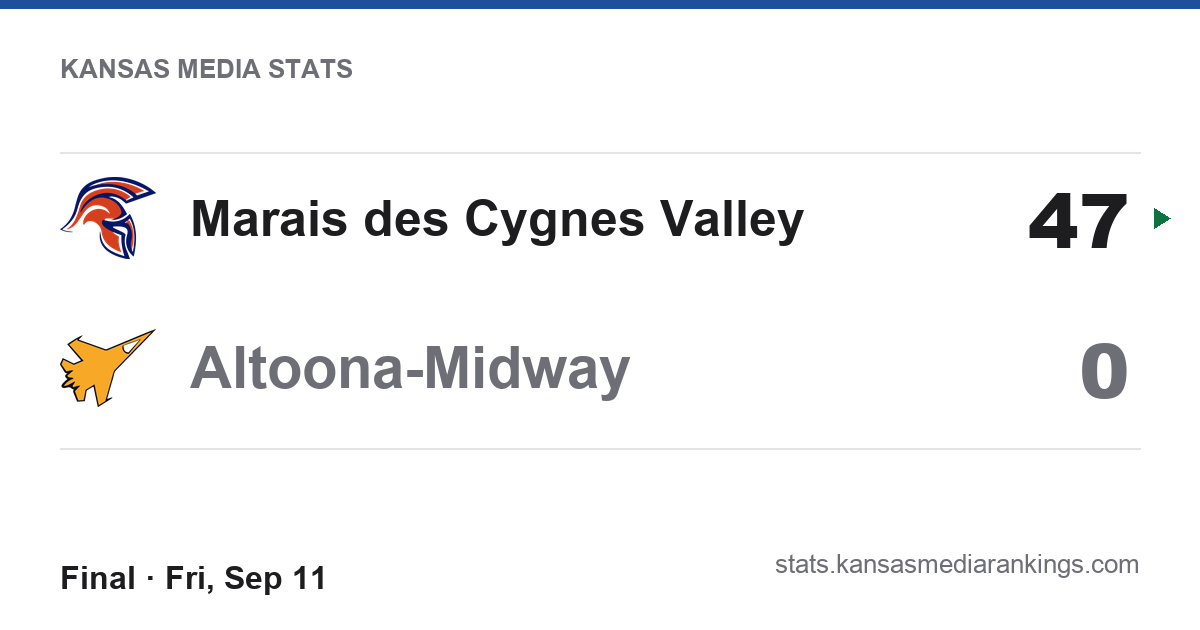 KANSAS MEDIA STATS
Marais des Cygnes Valley 47
Altoona-Midway 0
Final · Fri, Sep 11
stats.kansasmediarankings.com